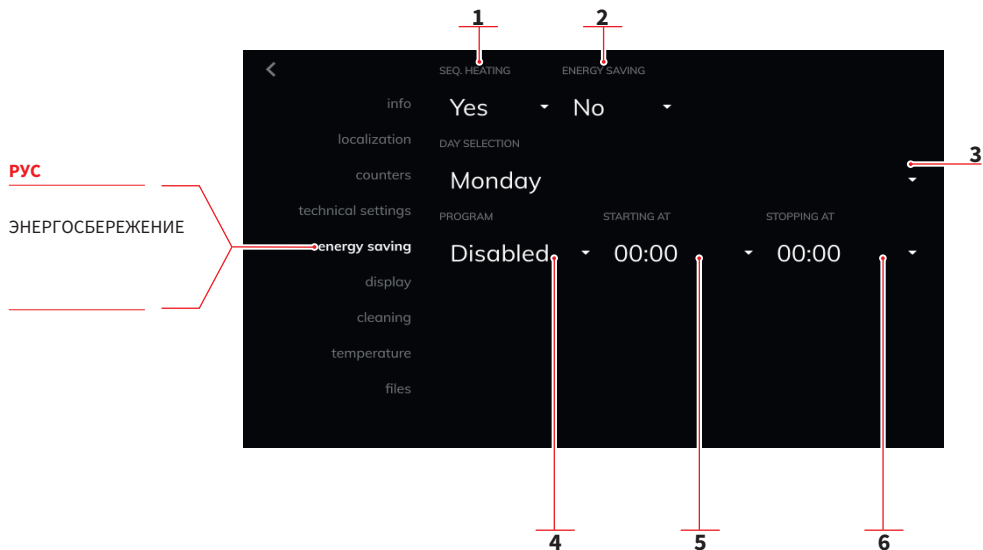 1 2
SEQ. HEATING ENERGY SAVING
info Yes No
localization DAY SELECTION
3
РУС
counters Monday
technical settings PROGRAM STARTING AT STOPPING AT
ЭНЕРГОСБЕРЕЖЕНИЕ
energy saving Disabled 00:00 00:00
display
cleaning
temperature
files
4 5 6